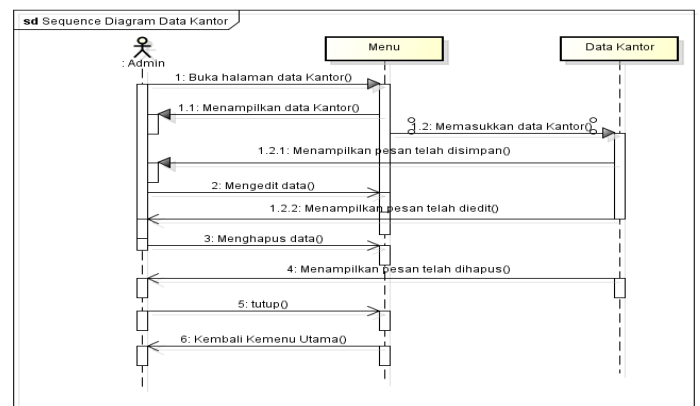 sd Sequence Diagram Data Kantor
Menu
Data Kantor
: Admin
1: Buka halaman data Kantor()
1.1: Menampilkan data Kantor()
1.2: Memasukkan data Kantor()
1.2.1: Menampilkan pesan telah disimpan()
2: Mengedit data()
1.2.2: Menampilkan pesan telah diedit()
3: Menghapus data()
4: Menampilkan pesan telah dihapus()
5: tutup()
6: Kembali Kemenu Utama()